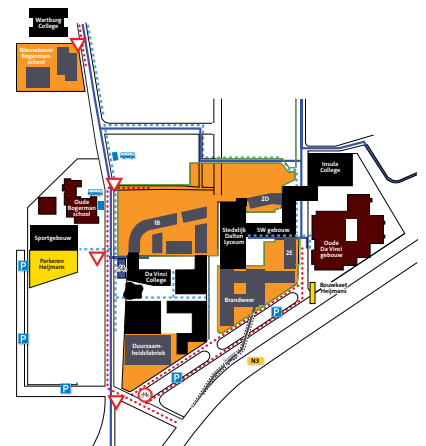 Wartburg
College
Nieuwbouw
Bogerman-
school
Insula
College
Oude
Bogerman
school
2D
1B
Stedelijk
Dalton
Lyceum
SW gebouw
Oude
Da Vinci
gebouw
Sportgebouw
2E
Parkeren
Heijmans
P
Da Vinci
College
Bouwkeet
Heijmans
Brandweer
P
P
Duurzaam-
heidsfabriek
N3
P
P